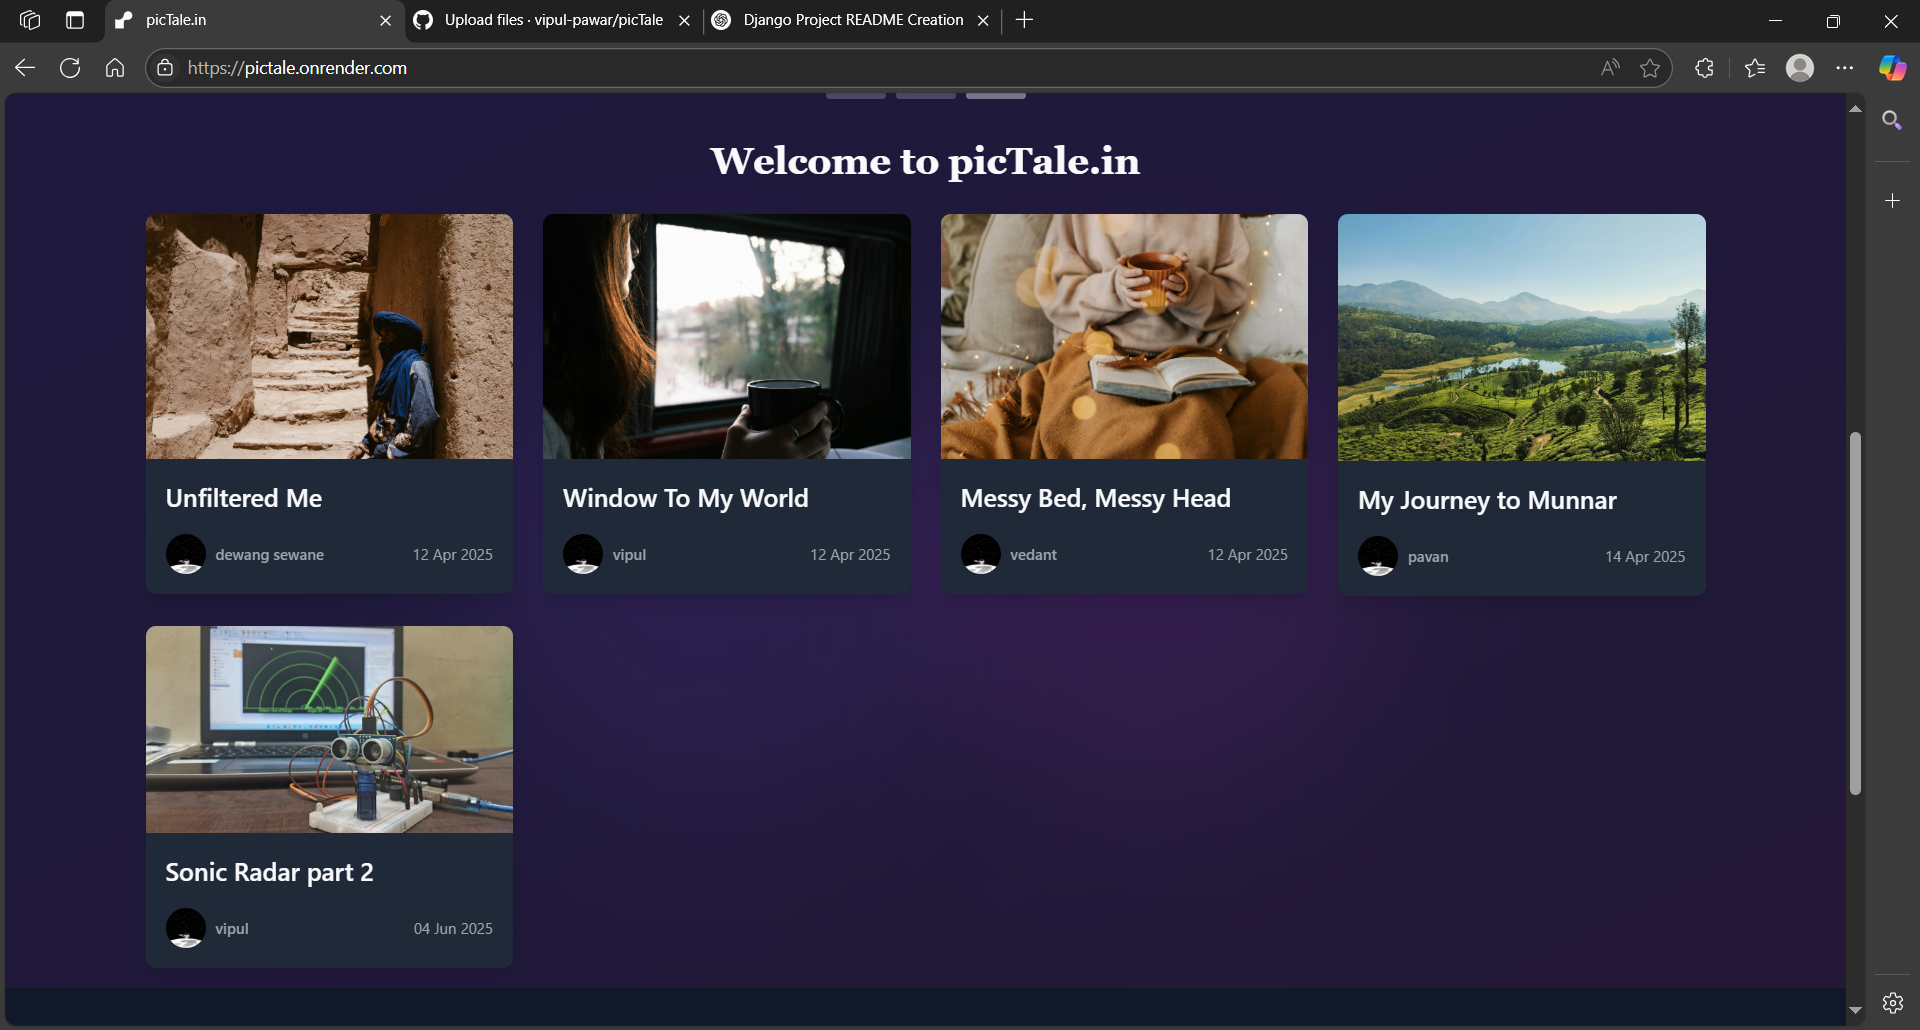 picTale.in
Upload files · vipul-pawar/picTale
Django Project README Creation
https://pictale.onrender.com
Welcome to picTale.in
Unfiltered Me
dewang sewane
12 Apr 2025
Window To My World
vipul
12 Apr 2025
Messy Bed, Messy Head
vedant
12 Apr 2025
My Journey to Munnar
pavan
14 Apr 2025
Sonic Radar part 2
vipul
04 Jun 2025